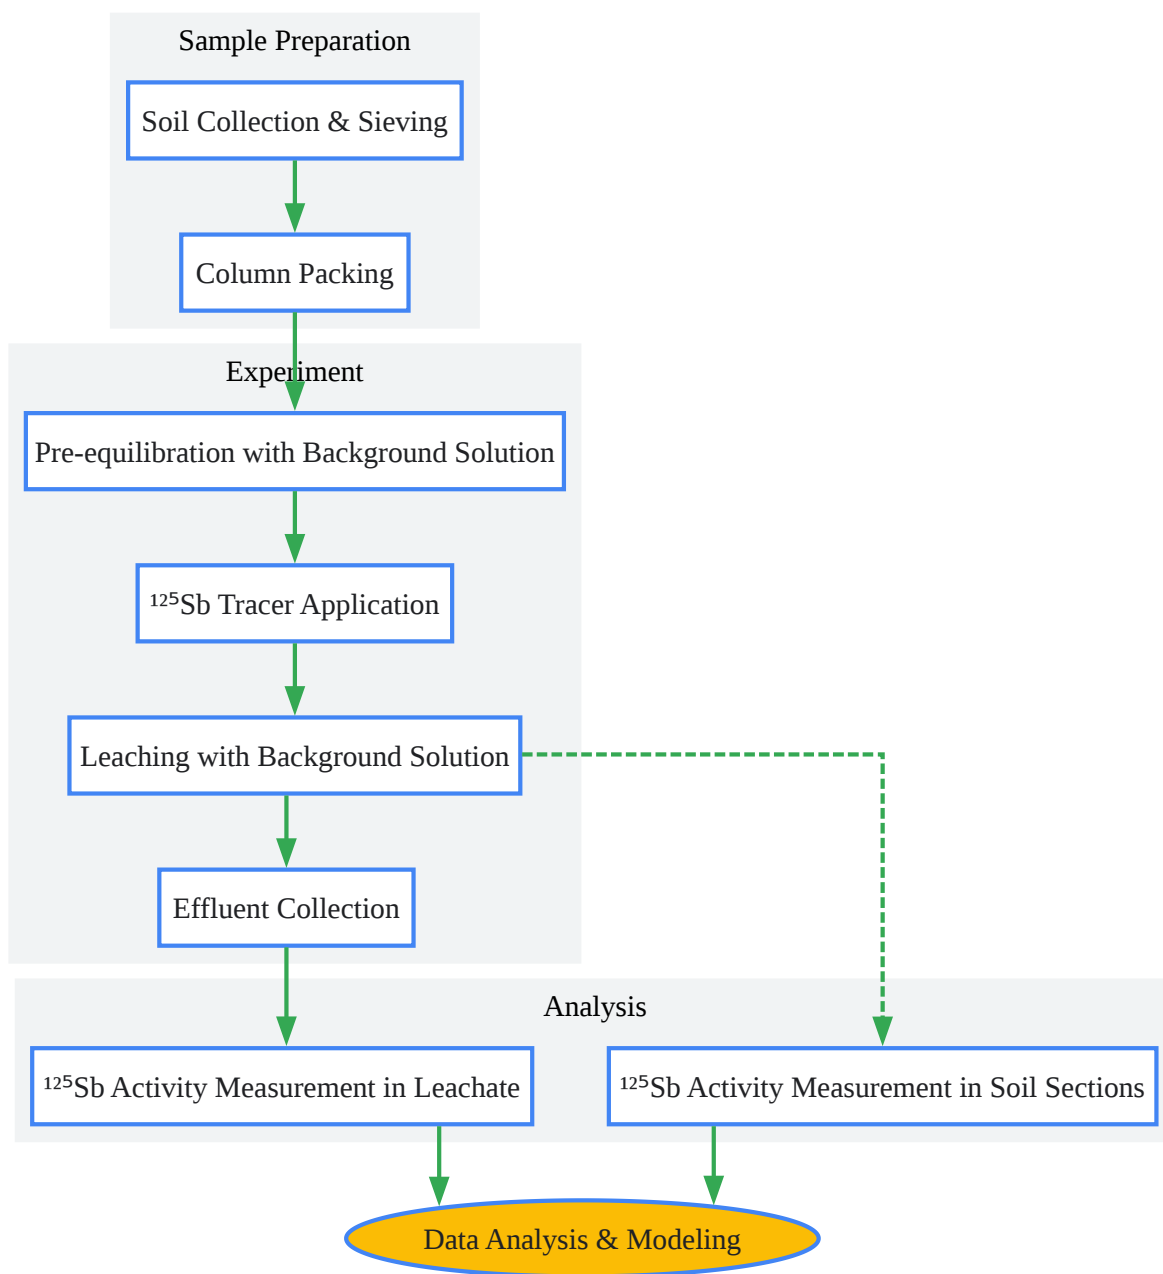 Sample Preparation
Soil Collection & Sieving
Column Packing
Experiment
Pre-equilibration with Background Solution
¹²⁵Sb Tracer Application
Leaching with Background Solution
Effluent Collection
Analysis
¹²⁵Sb Activity Measurement in Leachate
¹²⁵Sb Activity Measurement in Soil Sections
Data Analysis & Modeling